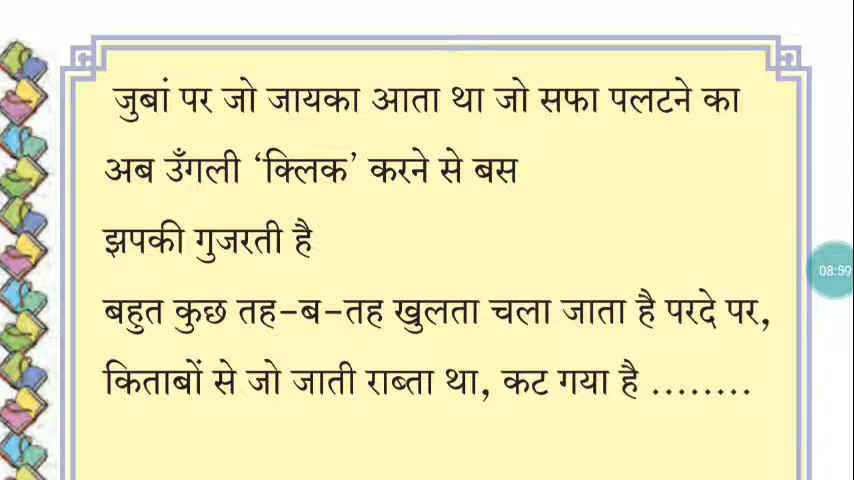 जुबां पर जो जायका आता था जो सफा पलटने का
अब उँगली ‘क्लिक’ करने से बस
झपकी गुजरती है
बहुत कुछ तह-ब-तह खुलता चला जाता है परदे पर,
किताबों से जो जाती राब्ता था, कट गया है ........
08:59